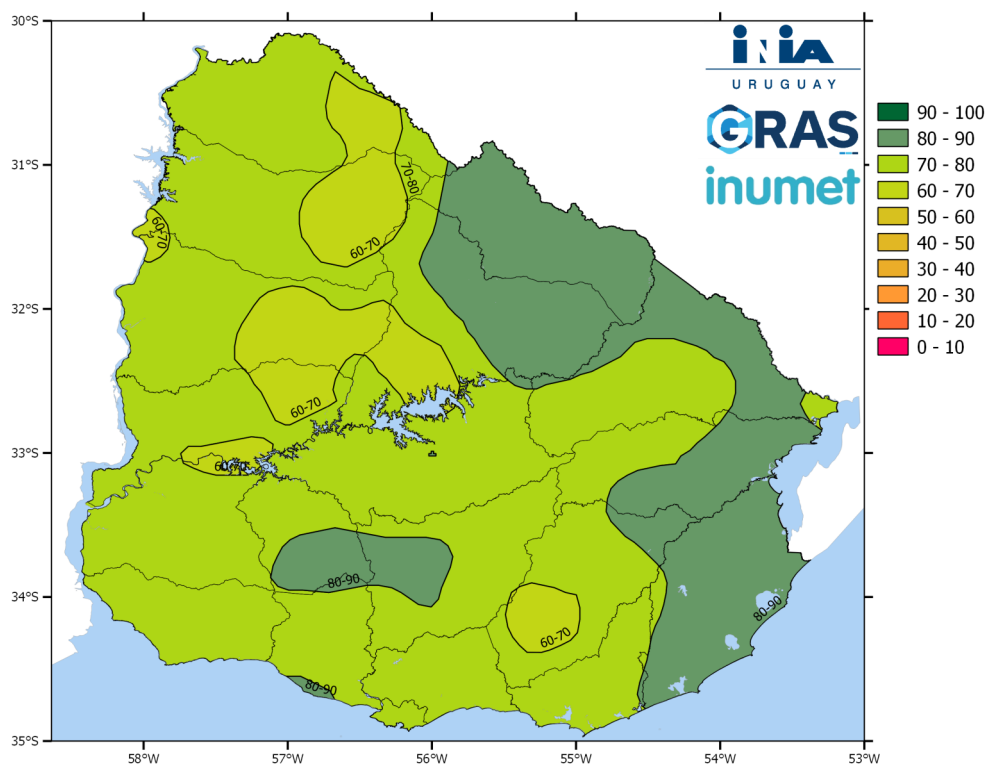 30°S
31°S
32°S
33°S
34°S
35°S
58°W
57°W
56°W
55°W
54°W
53°W
iNiA
URUGUAY
GRAS
inumet
90 - 100
80 - 90
70 - 80
60 - 70
50 - 60
40 - 50
30 - 40
20 - 30
10 - 20
0 - 10
70-80
60-70
60-70
60-70
60-70
80-90
60-70
80-90
80-90